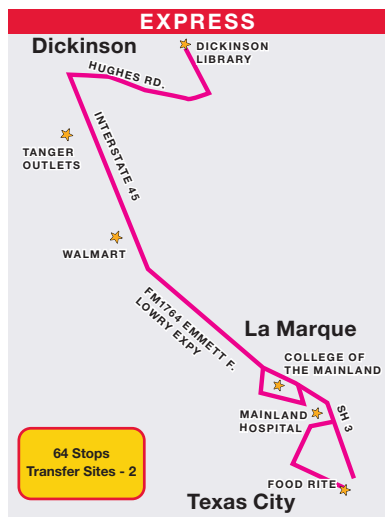 EXPRESS
Dickinson
DICKINSON
LIBRARY
HUGHES RD.
INTERSTATE 45
TANGER
OUTLETS
WALMART
FM1764 EMMETT F.
LOWRY EXPY
La Marque
COLLEGE OF
THE MAINLAND
MAINLAND
HOSPITAL
SH 3
64 Stops
Transfer Sites - 2
FOOD RITE
Texas City